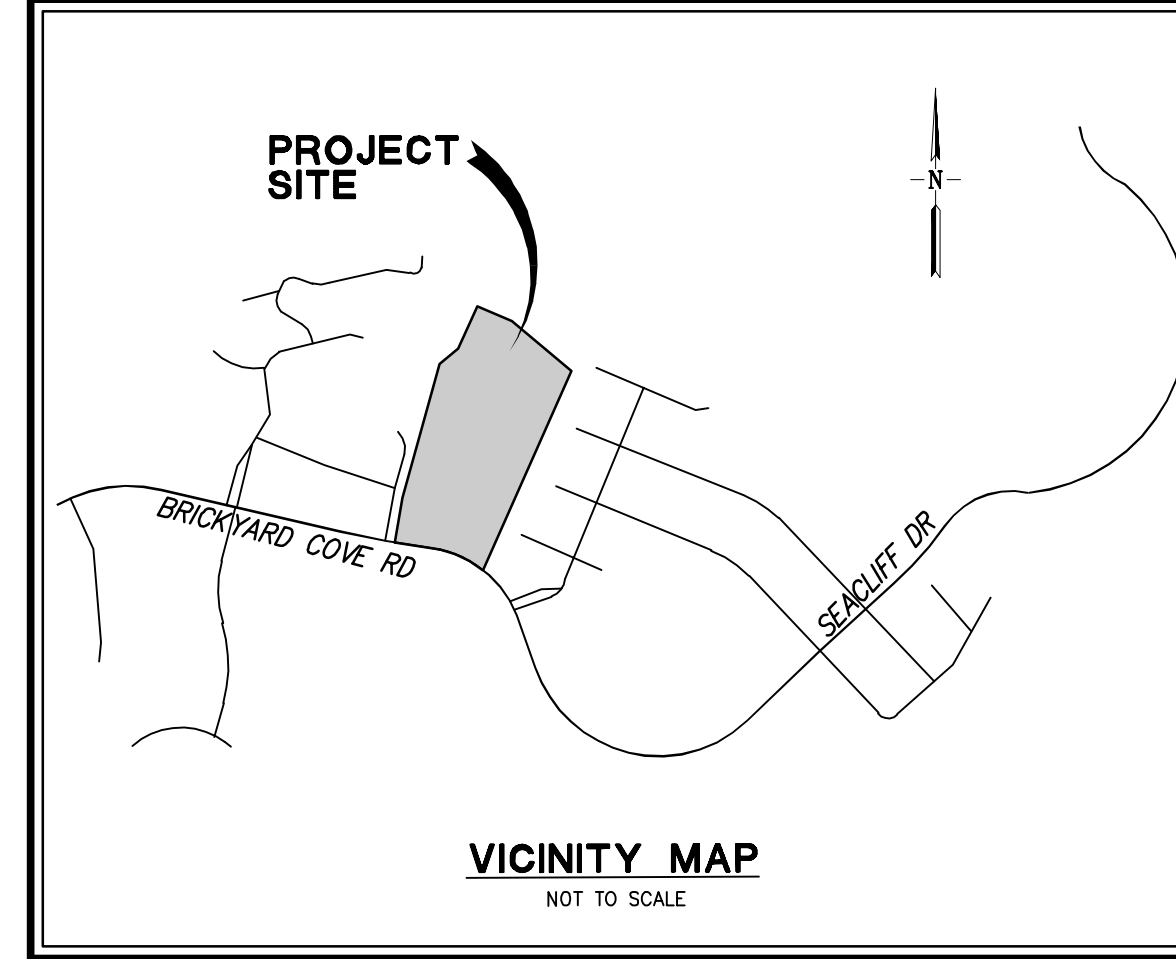 PROJECT
SITE
N
BRICKYARD COVE RD
SEACLIFF DR
VICINITY MAP
NOT TO SCALE